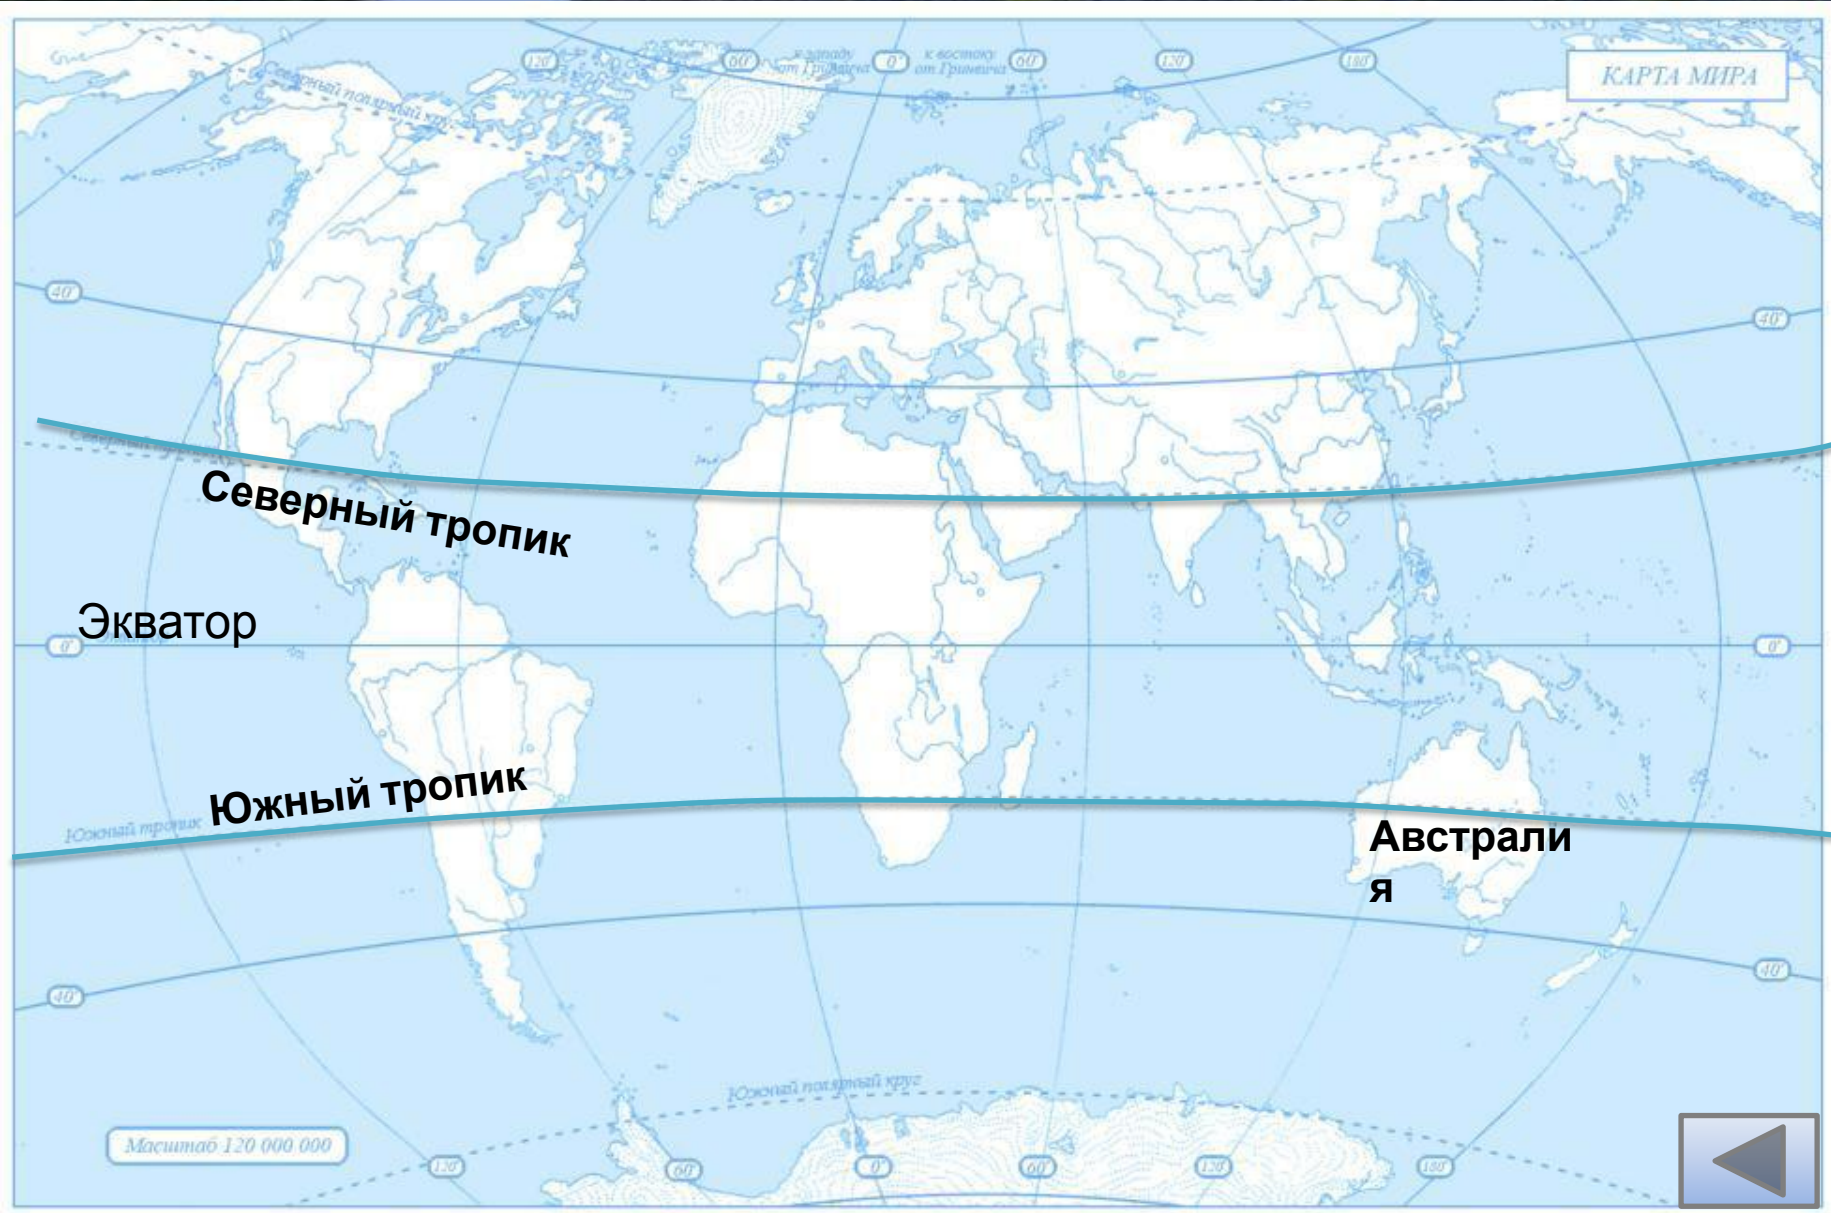 120°
60°
к западу
от Гринвича
0°
к востоку
от Гринвича
60°
120°
180°
КАРТА МИРА
Северный полярный круг
40°
40°
Северный
Северный тропик
Экватор
0°
0°
Южный тропик
Южный тропик
Австрали
я
40°
40°
Южный полярный круг
Масштаб 120 000 000
120°
60°
0°
60°
120°
180°